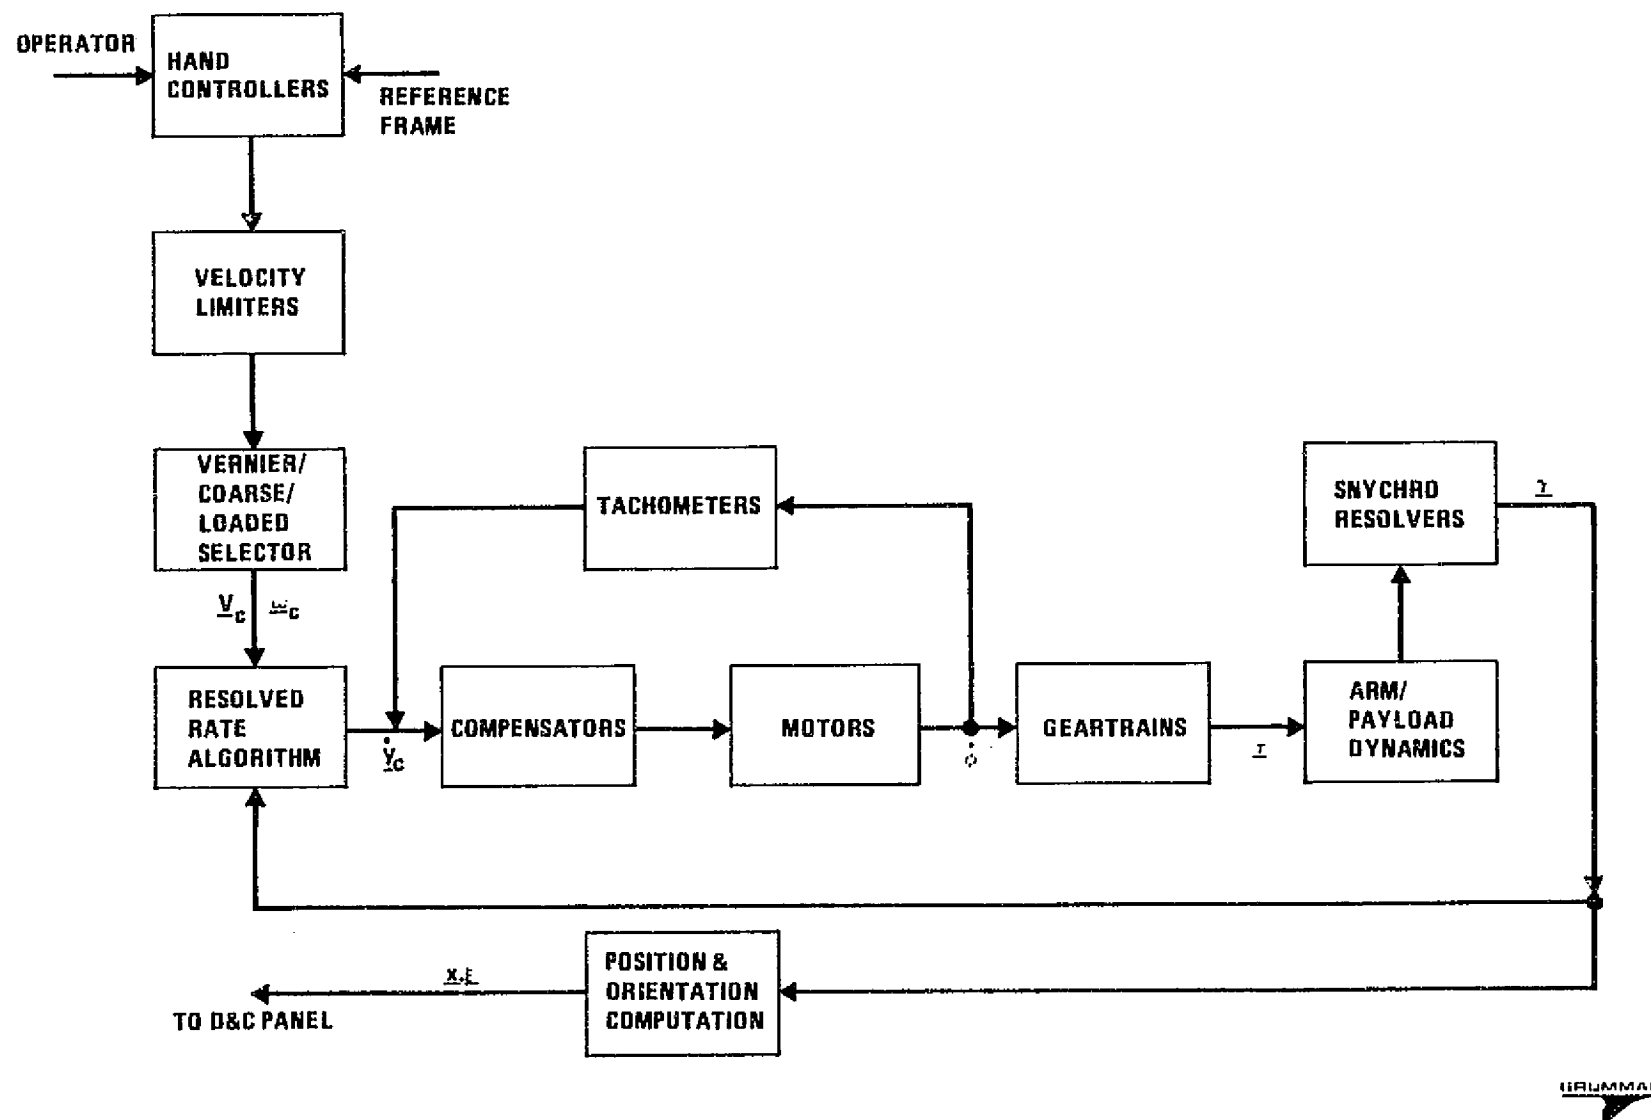 OPERATOR
HAND
CONTROLLERS
REFERENCE
FRAME
VELOCITY
LIMITERS
VERNIER/
COARSE/
LOADED
SELECTOR
TACHOMETERS
SNYCHRO
RESOLVERS
γ
V_c ω_c
RESOLVED
RATE
ALGORITHM
γ̇_c
COMPENSATORS
MOTORS
GEARTRAINS
ARM/
PAYLOAD
DYNAMICS
POSITION &
ORIENTATION
COMPUTATION
TO D&C PANEL